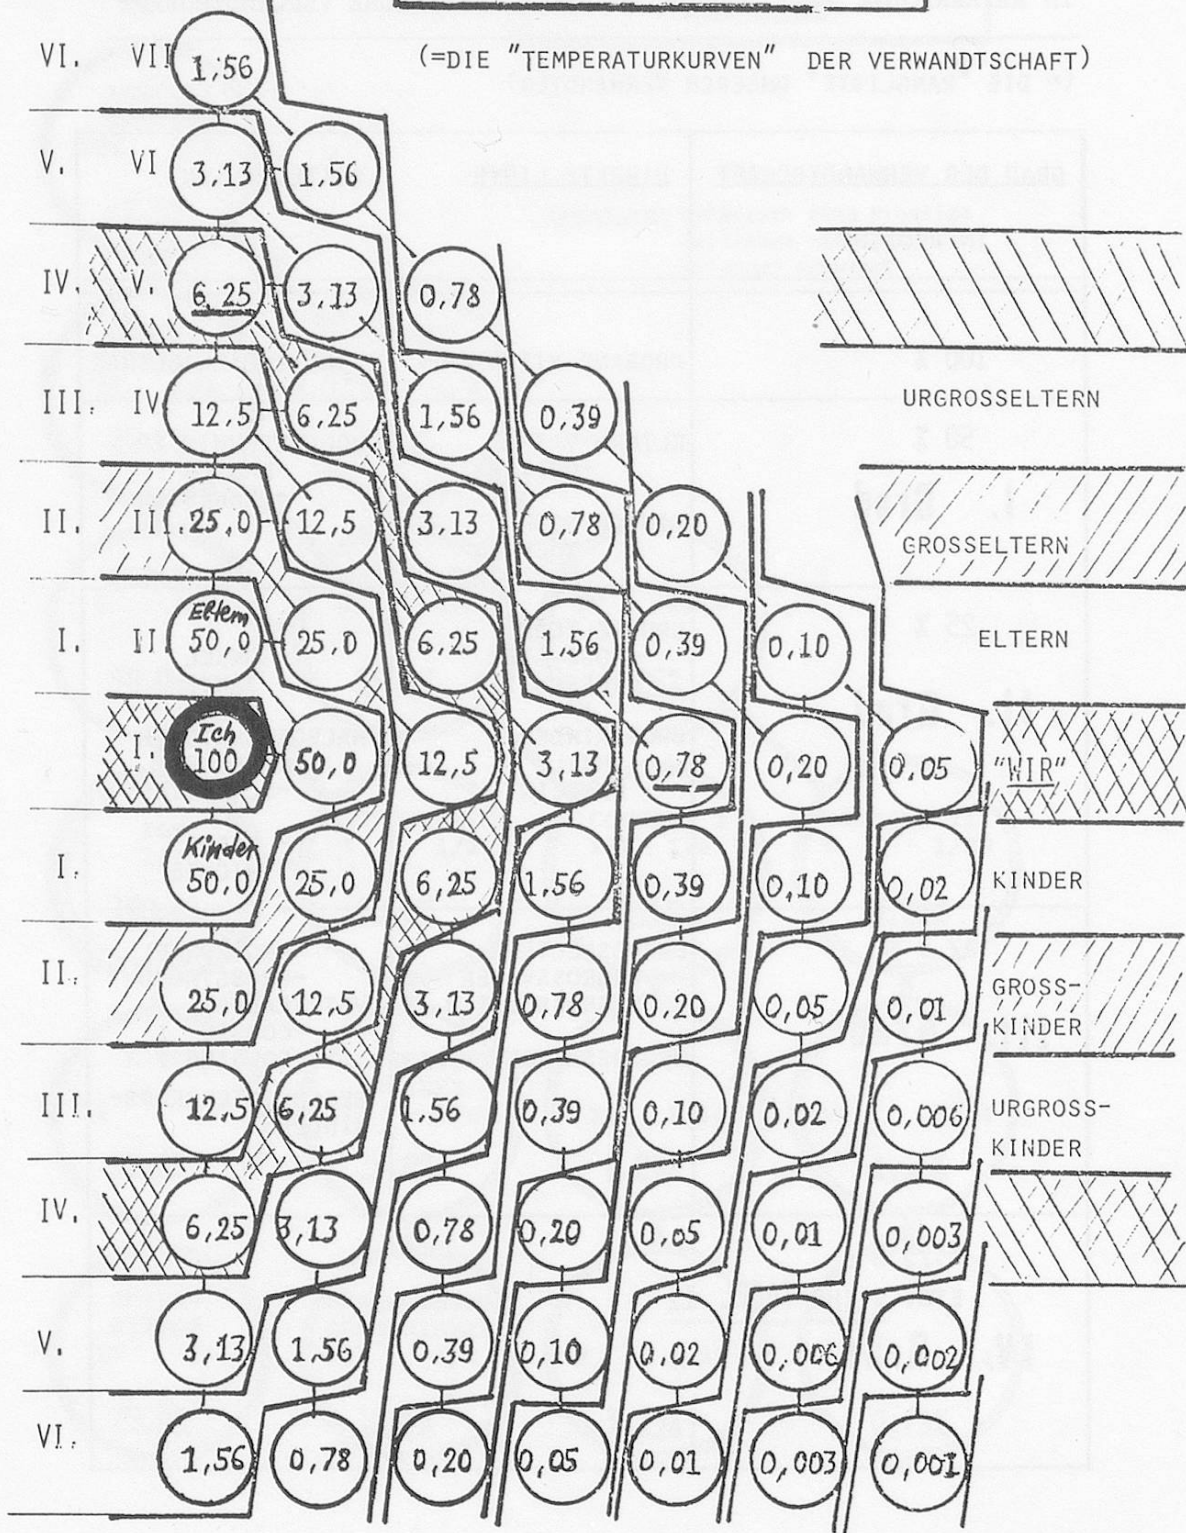 (=DIE "TEMPERATURKURVEN" DER VERWANDTSCHAFT)
VI. VII 1,56
V. VI 3,13 1,56
IV. V. 6,25 3,13 0,78
III. IV 12,5 6,25 1,56 0,39 URGROSSELTERN
II. III. 25,0 12,5 3,13 0,78 0,20 GROSSELTERN
Eltern
I. II. 50,0 25,0 6,25 1,56 0,39 0,10 ELTERN
Ich
I. 100 50,0 12,5 3,13 0,78 0,20 0,05 "WIR"
Kinder
I. 50,0 25,0 6,25 1,56 0,39 0,10 0,02 KINDER
II. 25,0 12,5 3,13 0,78 0,20 0,05 0,01 GROSS-
KINDER
III. 12,5 6,25 1,56 0,39 0,10 0,02 0,006 URGROSS-
KINDER
IV. 6,25 3,13 0,78 0,20 0,05 0,01 0,003
V. 3,13 1,56 0,39 0,10 0,02 0,006 0,002
VI. 1,56 0,78 0,20 0,05 0,01 0,003 0,001